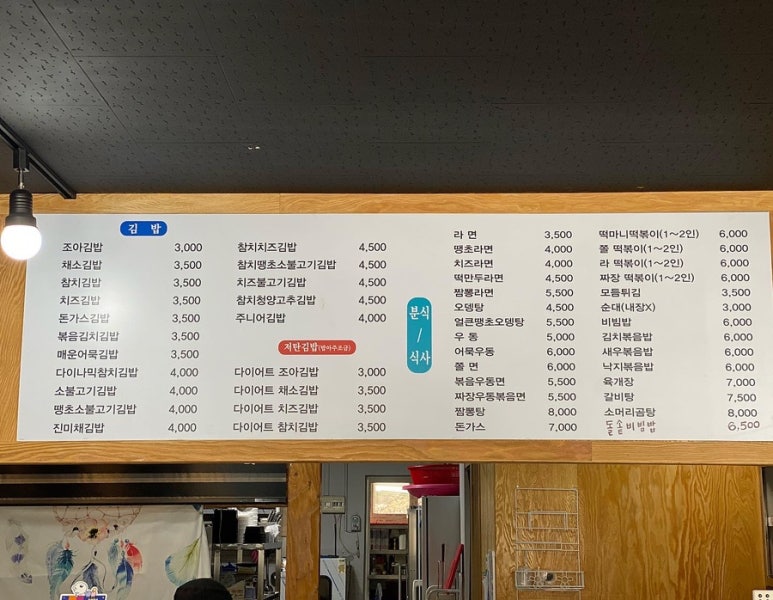 김 밥
조아김밥 3,000
채소김밥 3,500
참치김밥 3,500
치즈김밥 3,500
돈가스김밥 3,500
볶음김치김밥 3,500
매운어묵김밥 3,500
다이나믹참치김밥 4,000
소불고기김밥 4,000
땡초소불고기김밥 4,000
진미채김밥 4,000
참치치즈김밥 4,500
참치땡초소불고기김밥 4,500
치즈불고기김밥 4,500
참치청양고추김밥 4,500
주니어김밥 4,000
저탄김밥(밥아주조금)
다이어트 조아김밥 3,000
다이어트 채소김밥 3,500
다이어트 치즈김밥 3,500
다이어트 참치김밥 3,500
분식
/
식사
라 면 3,500
땡초라면 4,000
치즈라면 4,000
떡만두라면 4,500
짬뽕라면 5,500
오뎅탕 4,500
얼큰땡초오뎅탕 5,500
우 동 5,000
어묵우동 6,000
쫄 면 6,000
볶음우동면 5,500
짜장우동볶음면 5,500
짬뽕탕 8,000
돈가스 7,000
떡마니떡볶이(1~2인) 6,000
쫄 떡볶이(1~2인) 6,000
라 떡볶이(1~2인) 6,000
짜장 떡볶이(1~2인) 6,000
모듬튀김 3,500
순대(내장X) 3,000
비빔밥 6,000
김치볶음밥 6,000
새우볶음밥 6,000
낙지볶음밥 6,000
육개장 7,000
갈비탕 7,500
소머리곰탕 8,000
돌솥비빔밥 6,500